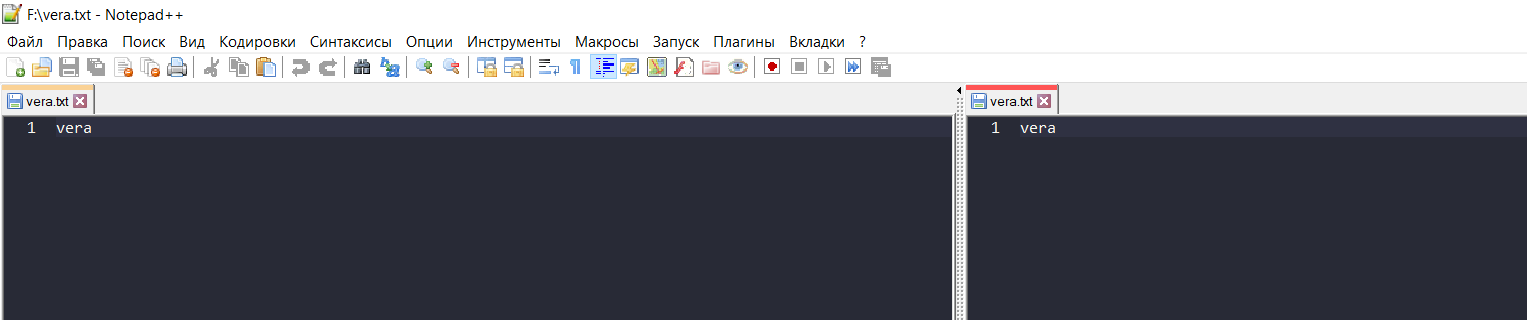 F:\vera.txt - Notepad++
Файл Правка Поиск Вид Кодировки Синтаксисы Опции Инструменты Макросы Запуск Плагины Вкладки ?
vera.txt vera.txt
1 vera 1 vera